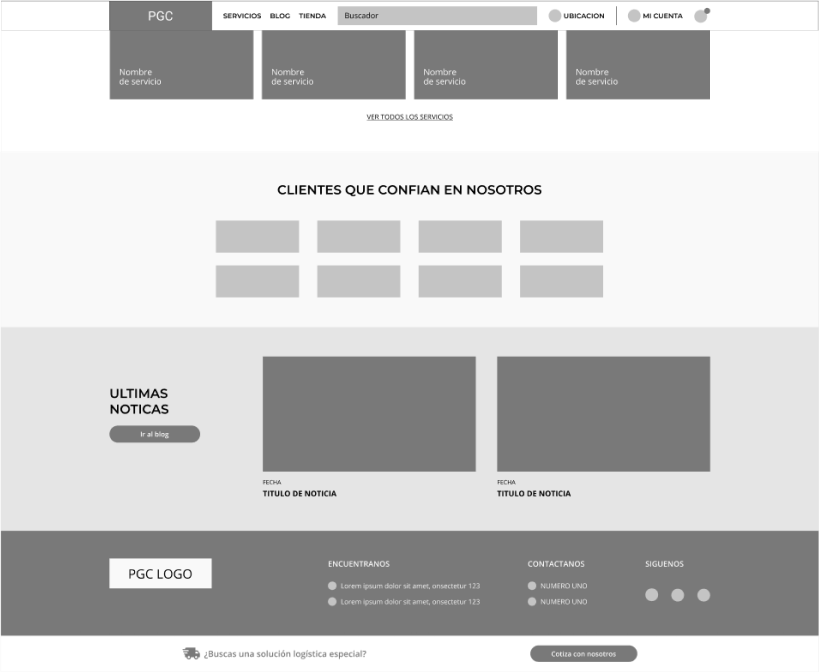 PGC
SERVICIOS BLOG TIENDA
Buscador
UBICACION
MI CUENTA
Nombre
de servicio
Nombre
de servicio
Nombre
de servicio
Nombre
de servicio
VER TODOS LOS SERVICIOS
CLIENTES QUE CONFIAN EN NOSOTROS
ULTIMAS
NOTICAS
Ir al blog
FECHA
TITULO DE NOTICIA
FECHA
TITULO DE NOTICIA
PGC LOGO
ENCUENTRANOS
Lorem ipsum dolor sit amet, onsectetur 123
Lorem ipsum dolor sit amet, onsectetur 123
CONTACTANOS
NUMERO UNO
NUMERO UNO
SIGUENOS
¿Buscas una solución logística especial?
Cotiza con nosotros